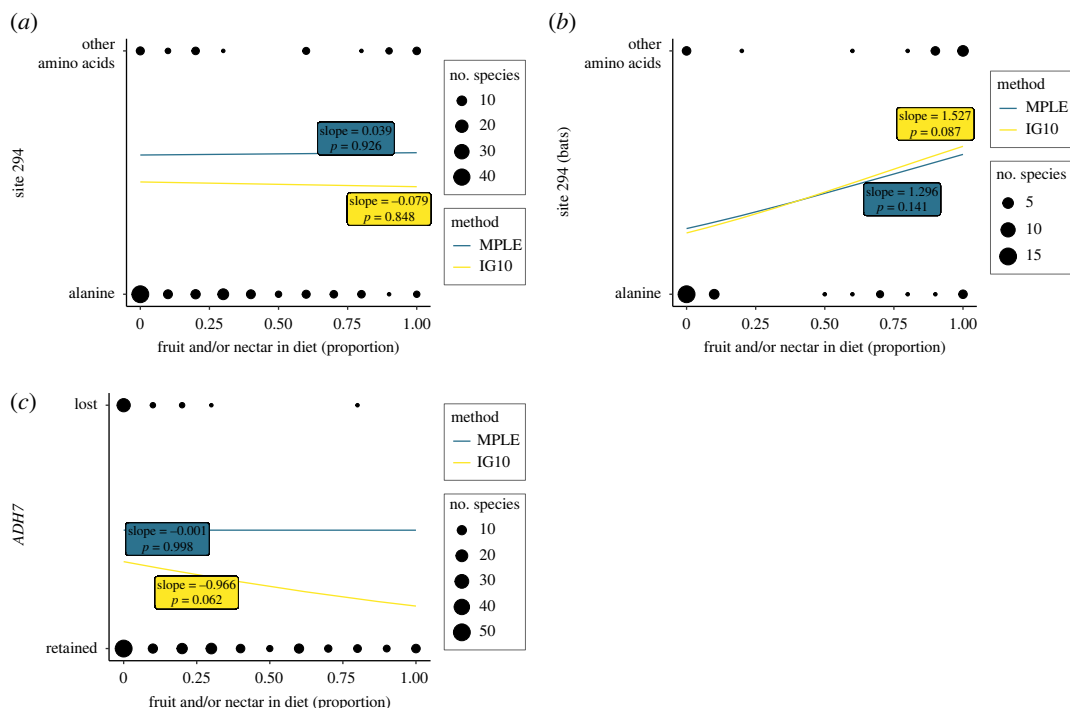 (a)
other
amino acids
site 294
alanine
slope = 0.039
p = 0.926
slope = –0.079
p = 0.848
0
0.25
0.50
0.75
1.00
fruit and/or nectar in diet (proportion)
no. species
10
20
30
40
method
MPLE
IG10
(b)
other
amino acids
site 294 (bats)
alanine
slope = 1.527
p = 0.087
slope = 1.296
p = 0.141
0
0.25
0.50
0.75
1.00
fruit and/or nectar in diet (proportion)
method
MPLE
IG10
no. species
5
10
15
(c)
lost
ADH7
retained
slope = –0.001
p = 0.998
slope = –0.966
p = 0.062
0
0.25
0.50
0.75
1.00
fruit and/or nectar in diet (proportion)
method
MPLE
IG10
no. species
10
20
30
40
50